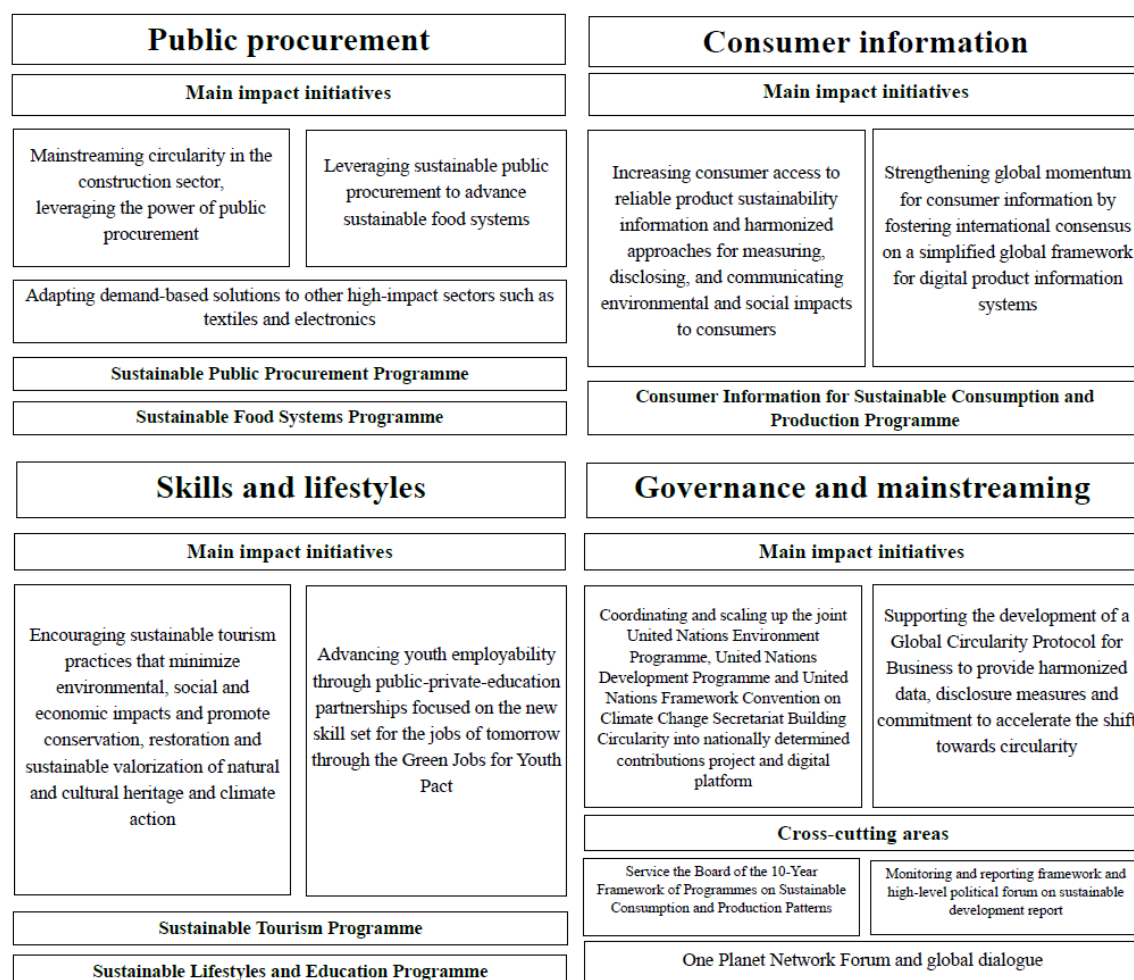 Public procurement
Main impact initiatives
Mainstreaming circularity in the
construction sector,
leveraging the power of public
procurement
Leveraging sustainable public
procurement to advance
sustainable food systems
Adapting demand-based solutions to other high-impact sectors such as
textiles and electronics
Sustainable Public Procurement Programme
Sustainable Food Systems Programme
Consumer information
Main impact initiatives
Increasing consumer access to
reliable product sustainability
information and harmonized
approaches for measuring,
disclosing, and communicating
environmental and social impacts
to consumers
Strengthening global momentum
for consumer information by
fostering international consensus
on a simplified global framework
for digital product information
systems
Consumer Information for Sustainable Consumption and
Production Programme
Skills and lifestyles
Main impact initiatives
Encouraging sustainable tourism
practices that minimize
environmental, social and
economic impacts and promote
conservation, restoration and
sustainable valorization of natural
and cultural heritage and climate
action
Advancing youth employability
through public-private-education
partnerships focused on the new
skill set for the jobs of tomorrow
through the Green Jobs for Youth
Pact
Sustainable Tourism Programme
Sustainable Lifestyles and Education Programme
Governance and mainstreaming
Main impact initiatives
Coordinating and scaling up the joint
United Nations Environment
Programme, United Nations
Development Programme and United
Nations Framework Convention on
Climate Change Secretariat Building
Circularity into nationally determined
contributions project and digital
platform
Supporting the development of a
Global Circularity Protocol for
Business to provide harmonized
data, disclosure measures and
commitment to accelerate the shift
towards circularity
Cross-cutting areas
Service the Board of the 10-Year
Framework of Programmes on Sustainable
Consumption and Production Patterns
Monitoring and reporting framework and
high-level political forum on sustainable
development report
One Planet Network Forum and global dialogue